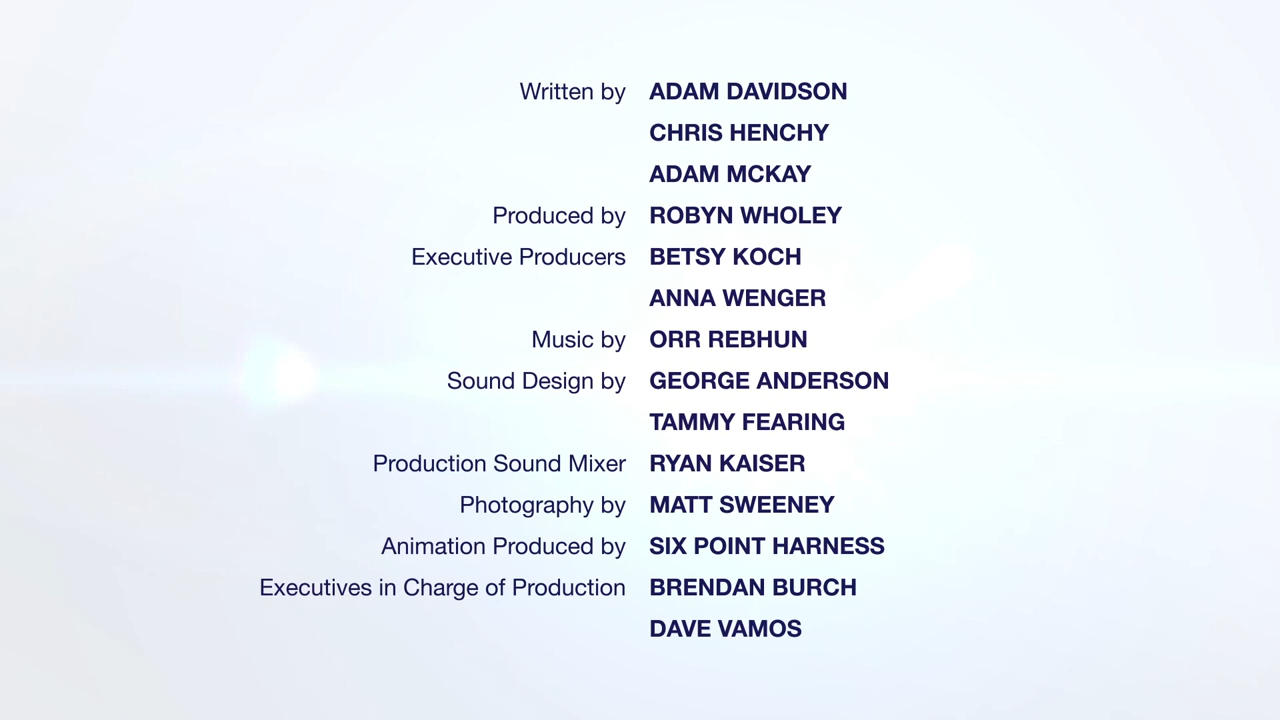 Written by ADAM DAVIDSON
CHRIS HENCHY
ADAM MCKAY
Produced by ROBYN WHOLEY
Executive Producers BETSY KOCH
ANNA WENGER
Music by ORR REBHUN
Sound Design by GEORGE ANDERSON
TAMMY FEARING
Production Sound Mixer RYAN KAISER
Photography by MATT SWEENEY
Animation Produced by SIX POINT HARNESS
Executives in Charge of Production BRENDAN BURCH
DAVE VAMOS